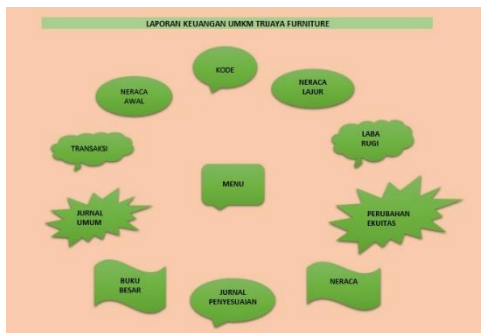 LAPORAN KEUANGAN UMKM TRIJAYA FURNITURE
KODE
NERACA
AWAL
NERACA
LAJUR
TRANSAKSI
LABA
RUGI
MENU
JURNAL
UMUM
PERUBAHAN
EKUITAS
BUKU
BESAR
JURNAL
PENYESUAIAN
NERACA